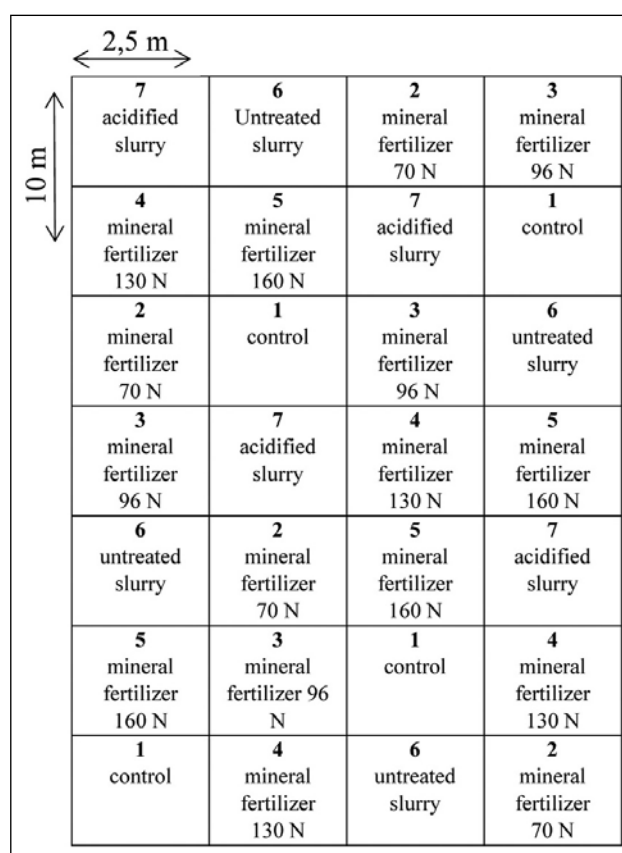 2,5 m
10 m
7
acidified
slurry
6
Untreated
slurry
2
mineral
fertilizer
70 N
3
mineral
fertilizer
96 N
4
mineral
fertilizer
130 N
5
mineral
fertilizer
160 N
7
acidified
slurry
1
control
2
mineral
fertilizer
70 N
1
control
3
mineral
fertilizer
96 N
6
untreated
slurry
3
mineral
fertilizer
96 N
7
acidified
slurry
4
mineral
fertilizer
130 N
5
mineral
fertilizer
160 N
6
untreated
slurry
2
mineral
fertilizer
70 N
5
mineral
fertilizer
160 N
7
acidified
slurry
5
mineral
fertilizer
160 N
3
mineral
fertilizer 96
N
1
control
4
mineral
fertilizer
130 N
1
control
4
mineral
fertilizer
130 N
6
untreated
slurry
2
mineral
fertilizer
70 N